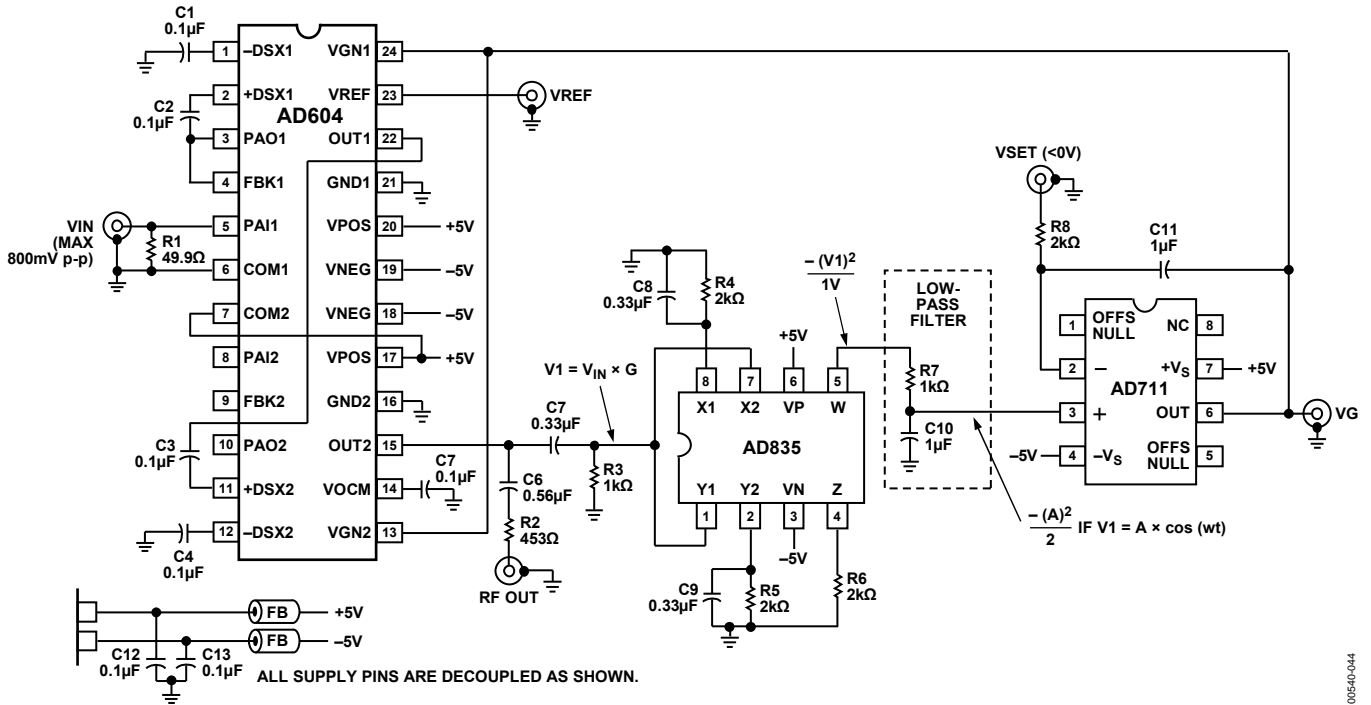 C1
0.1µF
1
–DSX1
VGN1
24
2
+DSX1
VREF
23
VREF
AD604
C2
0.1µF
3
PAO1
OUT1
22
4
FBK1
GND1
21
VIN
(MAX
800mV p-p)
R1
49.9Ω
5
PAI1
VPOS
20
+5V
6
COM1
VNEG
19
–5V
7
COM2
VNEG
18
–5V
8
PAI2
VPOS
17
+5V
9
FBK2
GND2
16
C3
0.1µF
10
PAO2
OUT2
15
11
+DSX2
VOCM
14
C7
0.1µF
C4
0.1µF
12
–DSX2
VGN2
13
C6
0.56µF
R2
453Ω
RF OUT
C7
0.33µF
R3
1kΩ
V1 = VIN × G
C8
0.33µF
R4
2kΩ
–(V1)2
1V
+5V
8
7
6
5
X1
X2
VP
W
AD835
Y1
Y2
VN
Z
1
2
3
4
–5V
C9
0.33µF
R5
2kΩ
R6
2kΩ
LOW-
PASS
FILTER
R7
1kΩ
C10
1µF
–(A)2
2
IF V1 = A × cos (wt)
VSET (<0V)
R8
2kΩ
C11
1µF
1
OFFS
NULL
NC
8
2
–
+VS
7
+5V
AD711
3
+
OUT
6
VG
–5V
4
–VS
OFFS
NULL
5
FB
+5V
FB
–5V
C12
0.1µF
C13
0.1µF
ALL SUPPLY PINS ARE DECOUPLED AS SHOWN.
00540-044